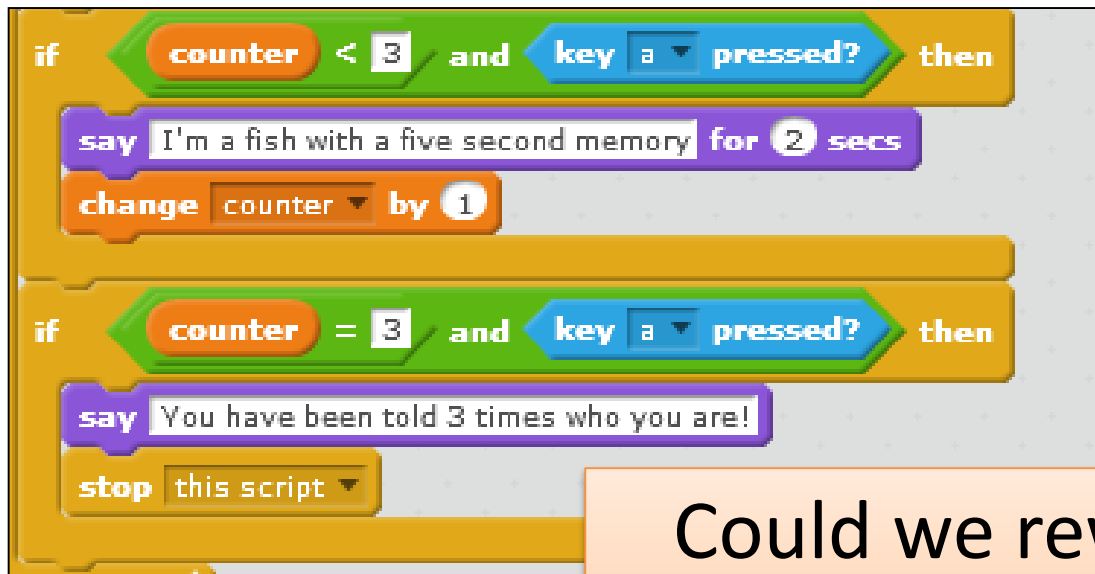 if counter < 3 and key a pressed? then
say I'm a fish with a five second memory for 2 secs
change counter by 1
if counter = 3 and key a pressed? then
say You have been told 3 times who you are!
stop this script
Could we